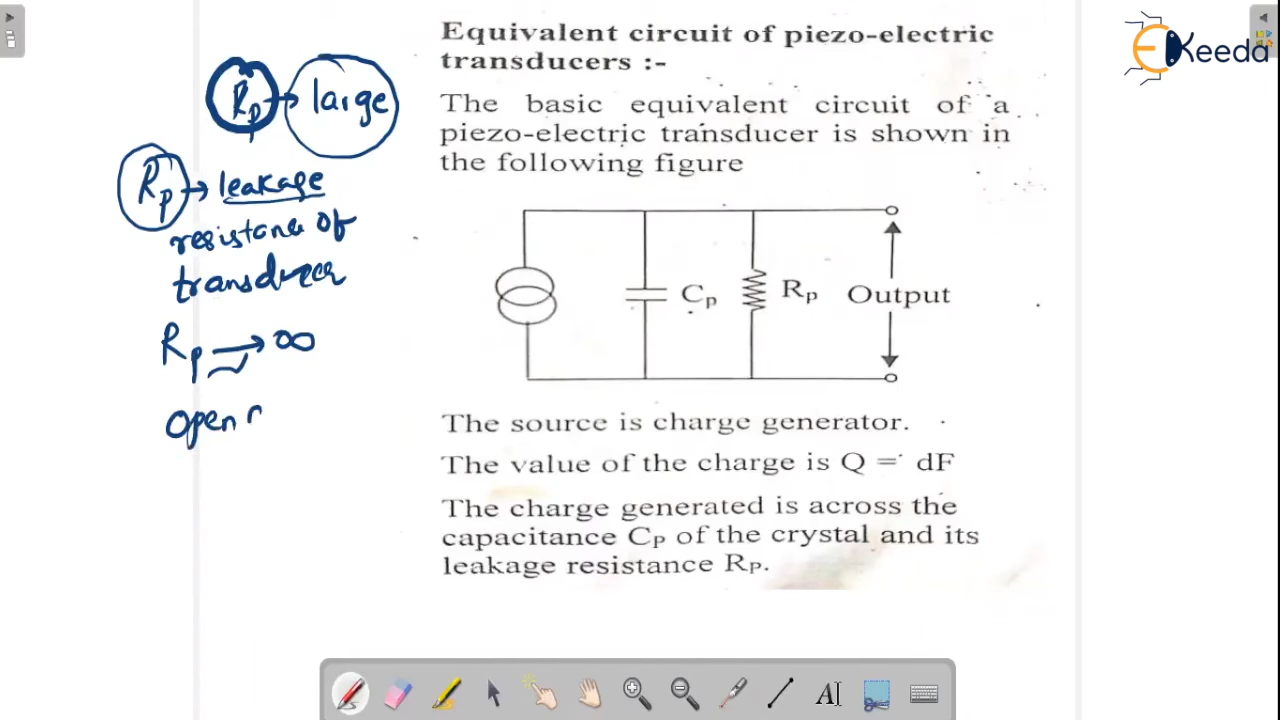 Equivalent circuit of piezo-electric
transducers :-
The basic equivalent circuit of a
piezo-electric transducer is shown in
the following figure
Cp
Rp
Output
The source is charge generator.
The value of the charge is Q = dF
The charge generated is across the
capacitance CP of the crystal and its
leakage resistance RP.
Rp → large
Rp → leakage
resistance of
transducer
Rp → ∞
open
Keeda
AI